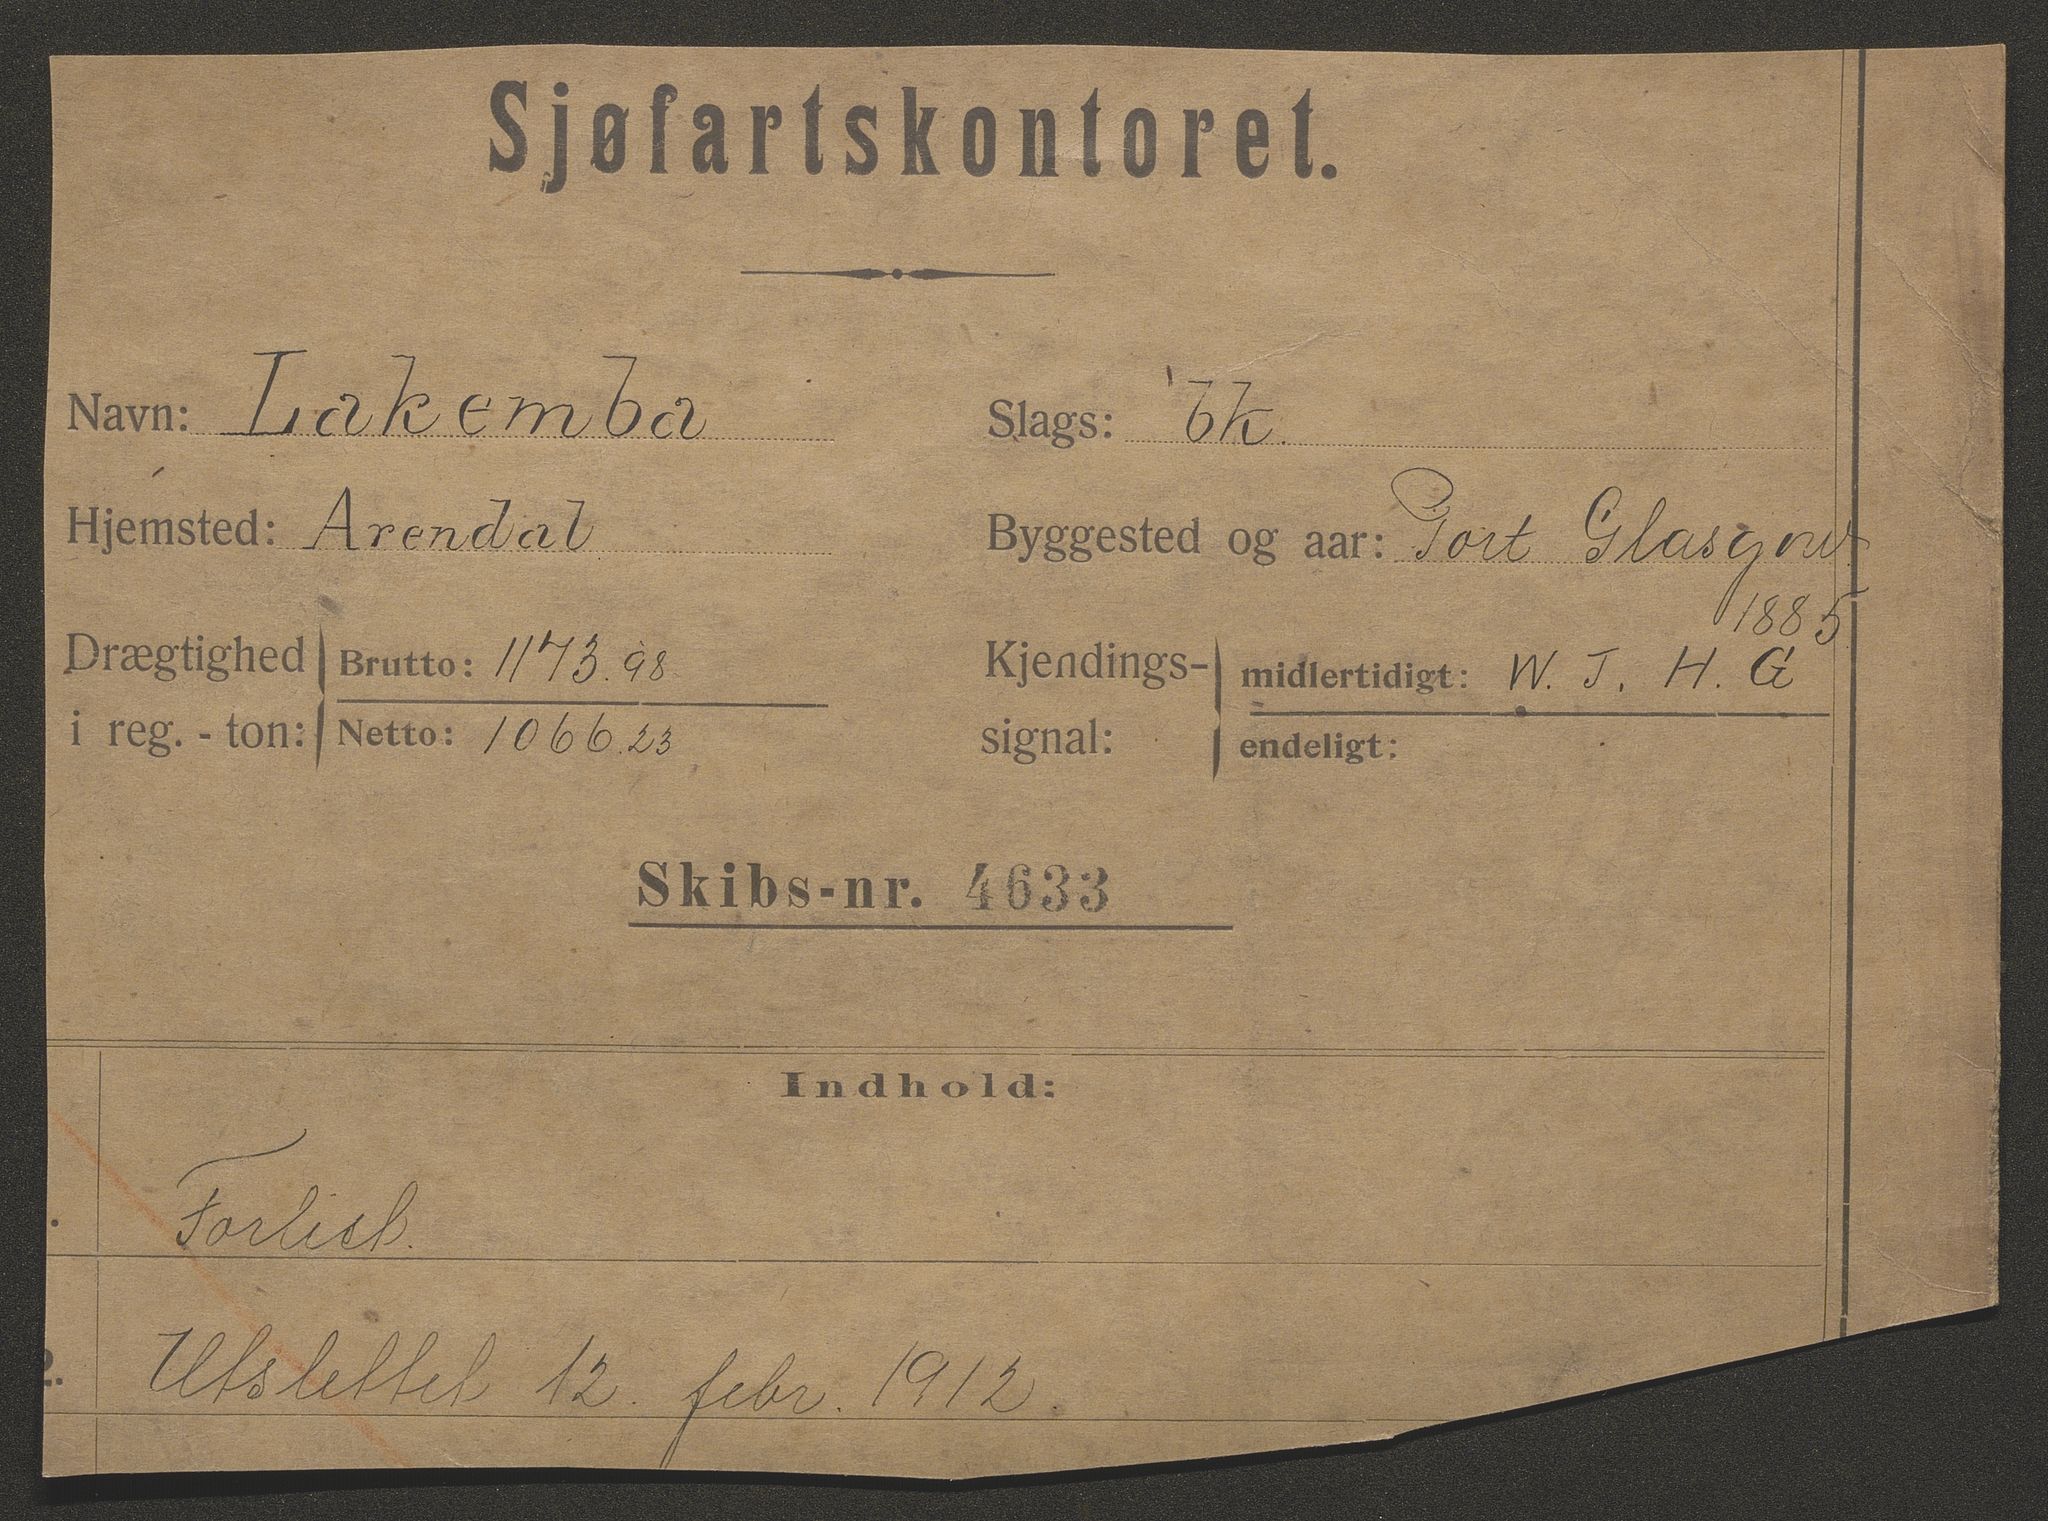 Sjøfartskontoret.
Navn: Lakemba Slags: bk.
Hjemsted: Arendal Byggested og aar: Port Glasgow
1885
Drægtighed i reg.-ton: Brutto: 1173.98 Kjendings-signal: midlertidigt: W. J. H. G
Netto: 1066.23 endeligt:
Skibs-nr. 4633
Indhold:
Forlist.
2. Utslettet 12. febr. 1912.